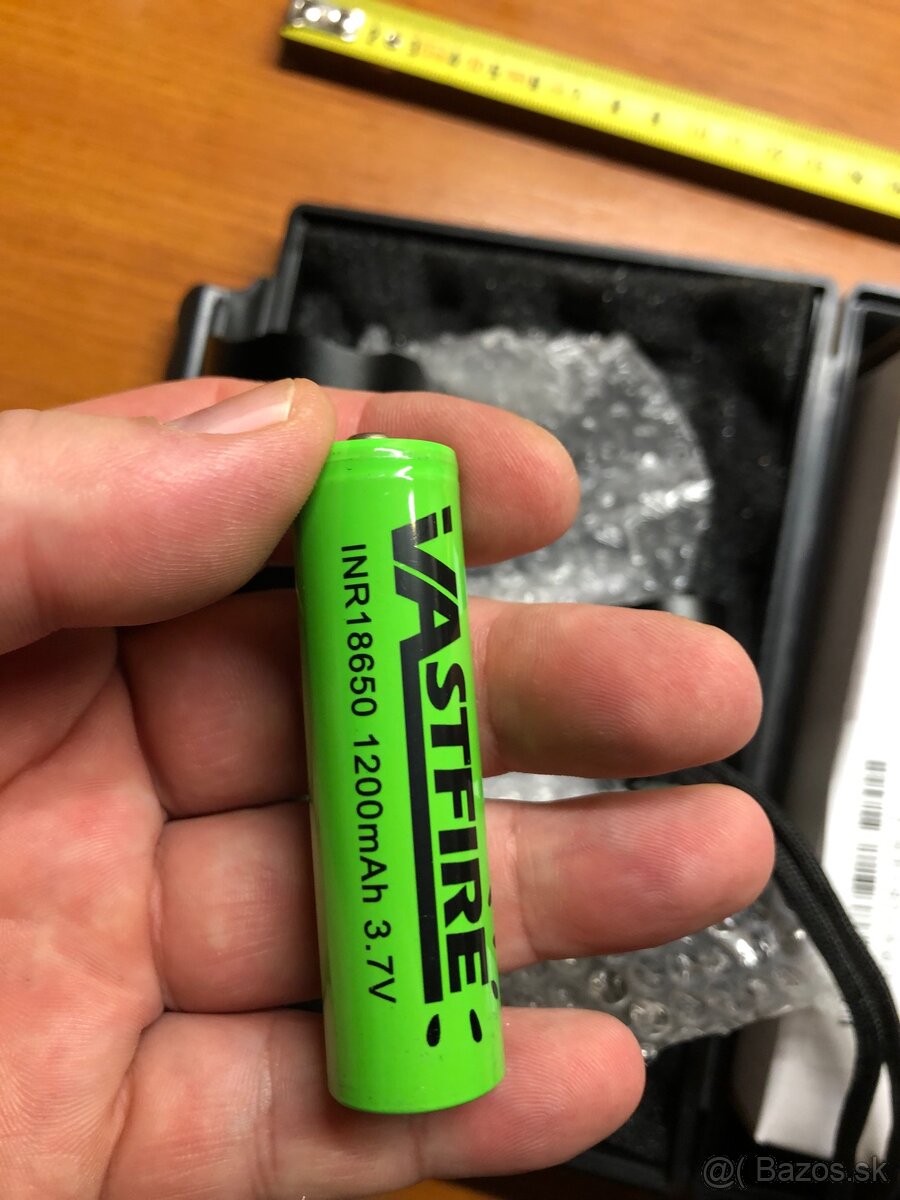 VASTFIRE
INR18650 1200mAh 3.7V
@( Bazos.sk